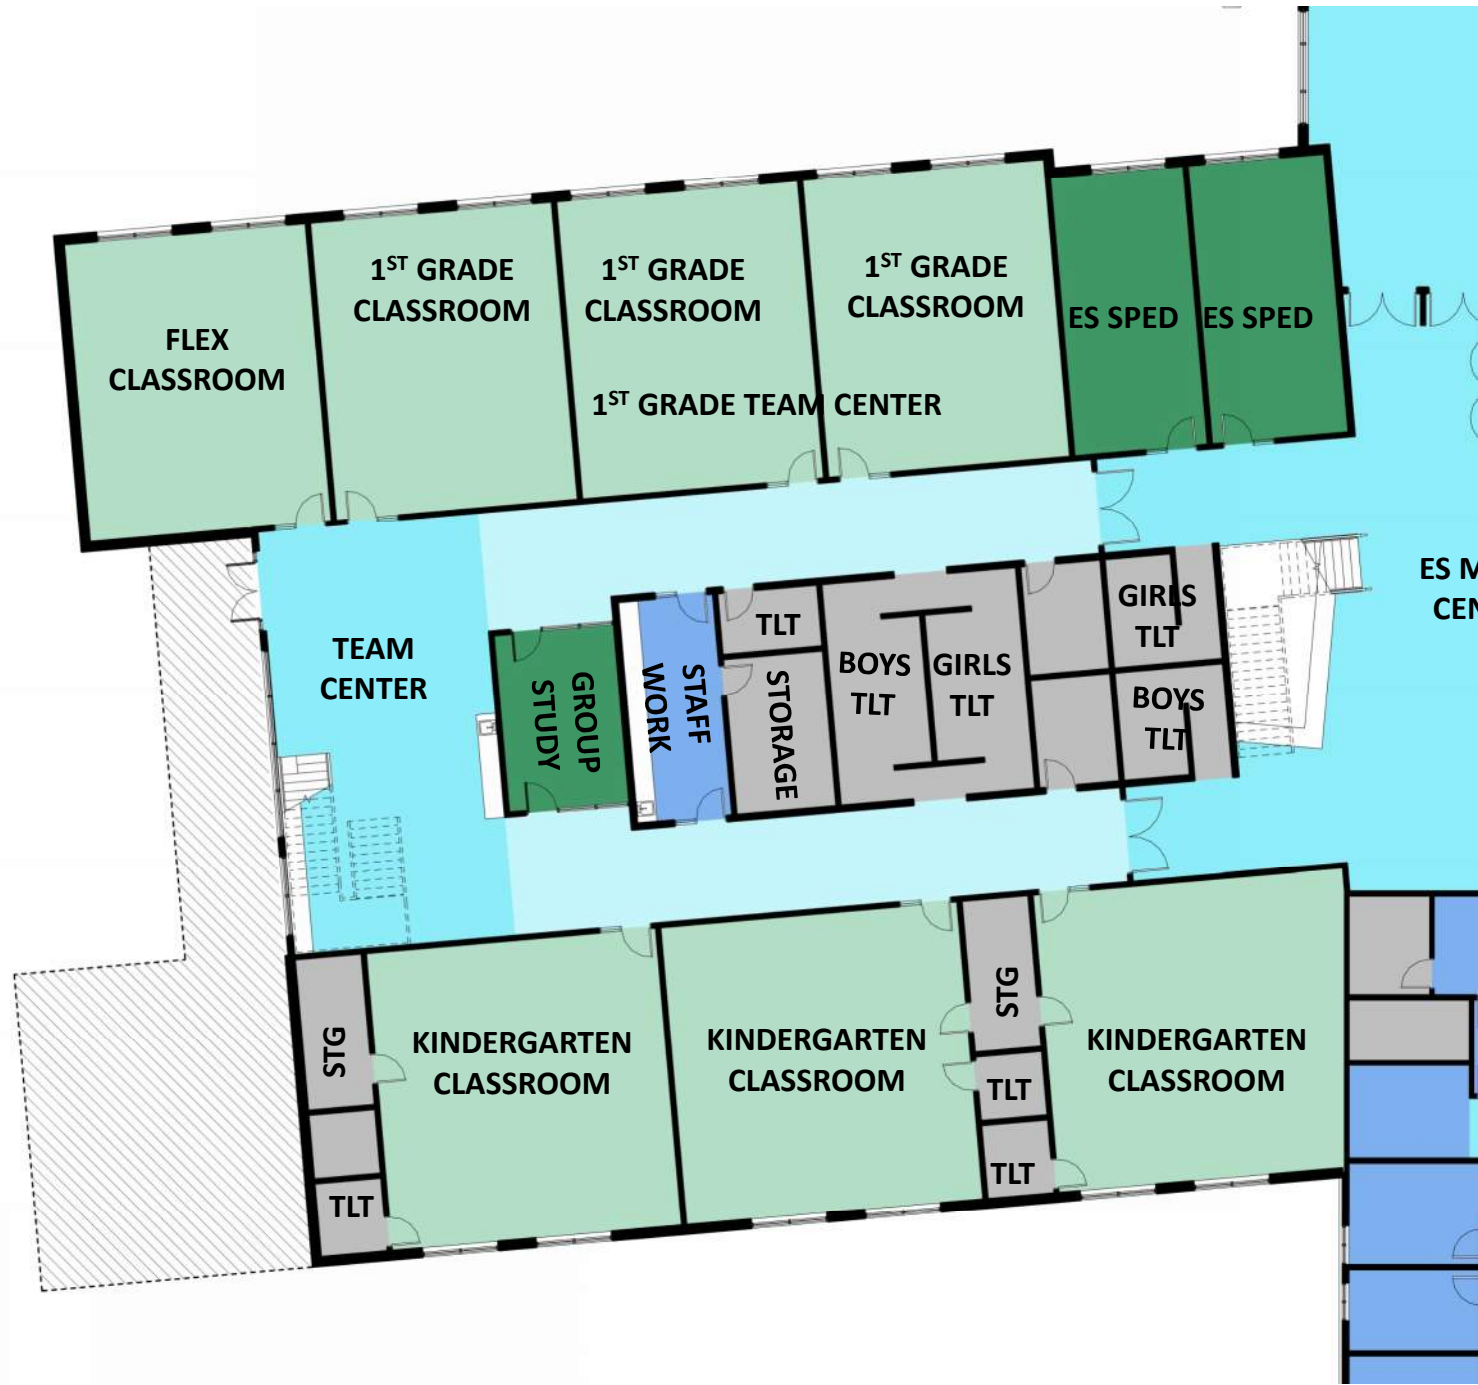 1ST GRADE
CLASSROOM
1ST GRADE
CLASSROOM
1ST GRADE
CLASSROOM
FLEX
CLASSROOM
ES SPED
ES SPED
1ST GRADE TEAM CENTER
TEAM
CENTER
GROUP
STUDY
STAFF
WORK
TLT
STORAGE
BOYS
TLT
GIRLS
TLT
GIRLS
TLT
BOYS
TLT
ES M
CEN
STG
KINDERGARTEN
CLASSROOM
TLT
KINDERGARTEN
CLASSROOM
STG
TLT
TLT
KINDERGARTEN
CLASSROOM